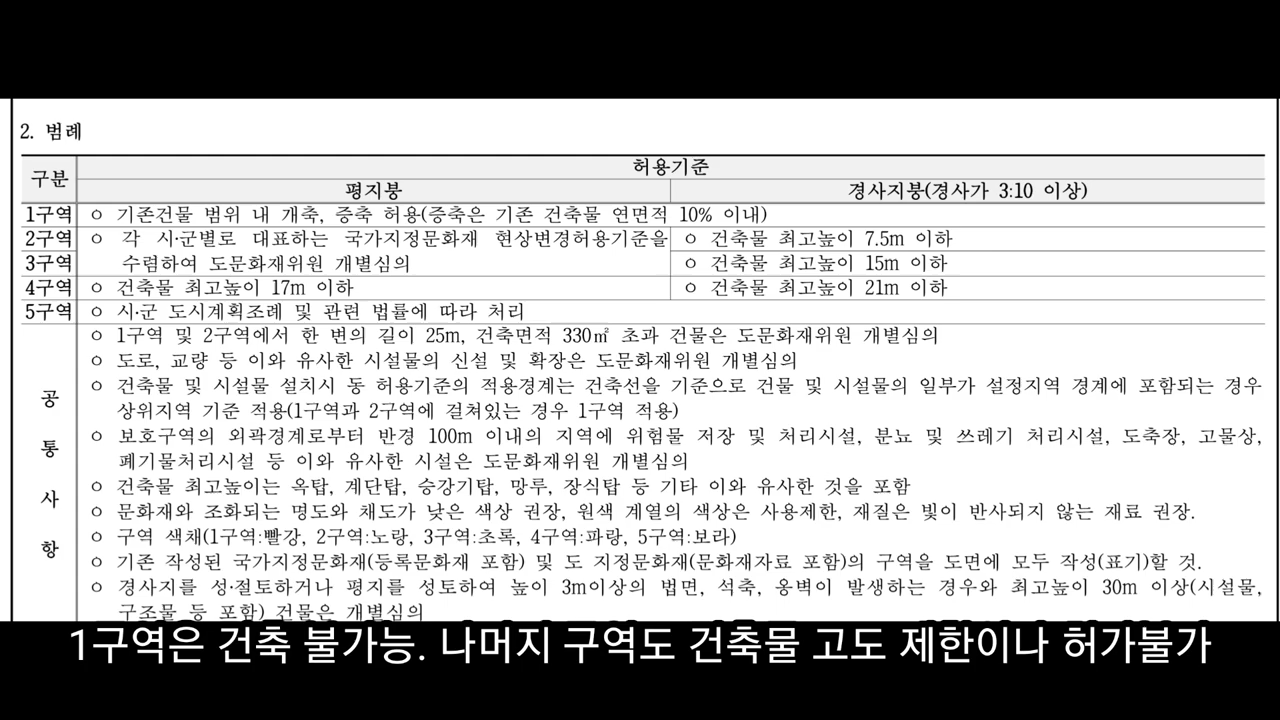 2. 범례
구분
허용기준
평지붕
경사지붕(경사가 3:10 이상)
1구역
○ 기존건물 범위 내 개축, 증축 허용(증축은 기존 건축물 연면적 10% 이내)
2구역
○ 각 시·군별로 대표하는 국가지정문화재 현상변경허용기준을
○ 건축물 최고높이 7.5m 이하
3구역
수렴하여 도문화재위원 개별심의
○ 건축물 최고높이 15m 이하
4구역
○ 건축물 최고높이 17m 이하
○ 건축물 최고높이 21m 이하
5구역
○ 시·군 도시계획조례 및 관련 법률에 따라 처리
공
통
사
항
○ 1구역 및 2구역에서 한 변의 길이 25m, 건축면적 330㎡ 초과 건물은 도문화재위원 개별심의
○ 도로, 교량 등 이와 유사한 시설물의 신설 및 확장은 도문화재위원 개별심의
○ 건축물 및 시설물 설치시 동 허용기준의 적용경계는 건축선을 기준으로 건물 및 시설물의 일부가 설정지역 경계에 포함되는 경우
상위지역 기준 적용(1구역과 2구역에 걸쳐있는 경우 1구역 적용)
○ 보호구역의 외곽경계로부터 반경 100m 이내의 지역에 위험물 저장 및 처리시설, 분뇨 및 쓰레기 처리시설, 도축장, 고물상,
폐기물처리시설 등 이와 유사한 시설은 도문화재위원 개별심의
○ 건축물 최고높이는 옥탑, 계단탑, 승강기탑, 망루, 장식탑 등 기타 이와 유사한 것을 포함
○ 문화재와 조화되는 명도와 채도가 낮은 색상 권장, 원색 계열의 색상은 사용제한, 재질은 빛이 반사되지 않는 재료 권장.
○ 구역 색채(1구역:빨강, 2구역:노랑, 3구역:초록, 4구역:파랑, 5구역:보라)
○ 기존 작성된 국가지정문화재(등록문화재 포함) 및 도 지정문화재(문화재자료 포함)의 구역을 도면에 모두 작성(표기)할 것.
○ 경사지를 성·절토하거나 평지를 성토하여 높이 3m이상의 법면, 석축, 옹벽이 발생하는 경우와 최고높이 30m 이상(시설물,
구조물 등 포함) 건물은 개별심의
1구역은 건축 불가능. 나머지 구역도 건축물 고도 제한이나 허가불가